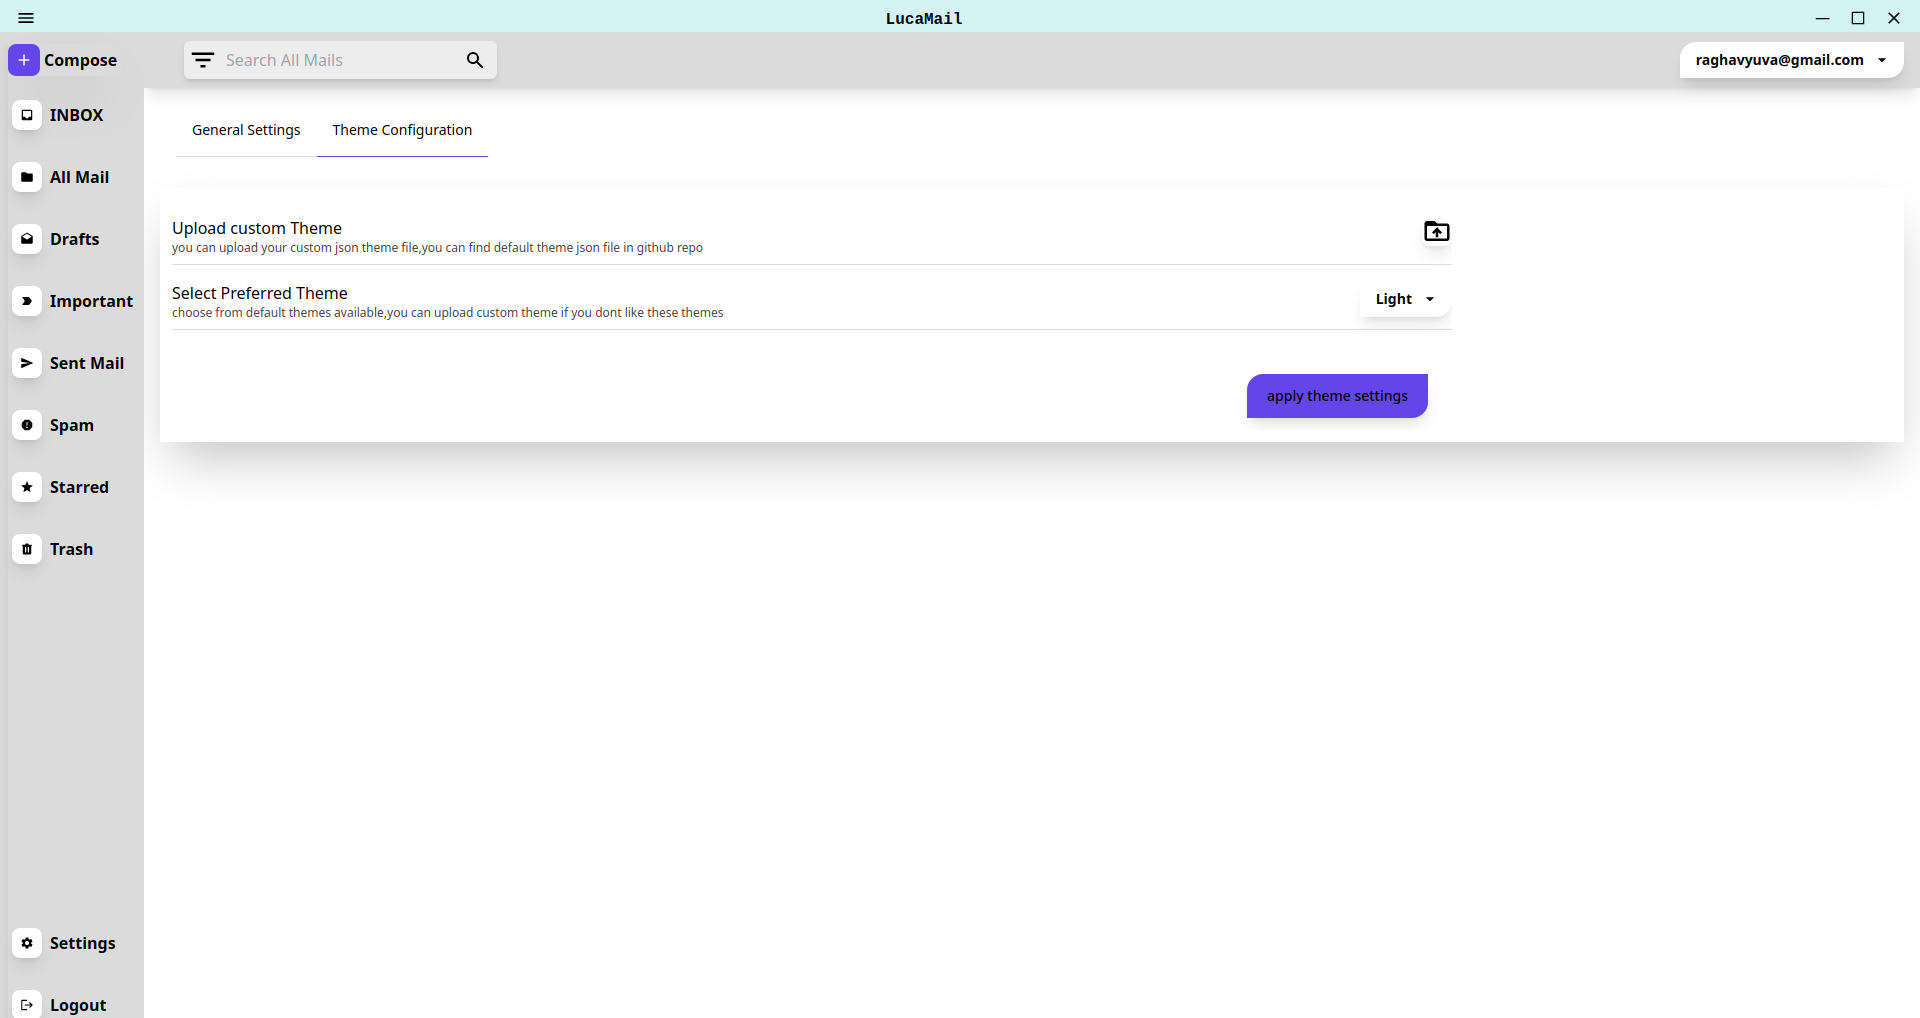 LucaMail
Compose
Search All Mails
raghavyuva@gmail.com
INBOX
All Mail
Drafts
Important
Sent Mail
Spam
Starred
Trash
Settings
Logout
General Settings
Theme Configuration
Upload custom Theme
you can upload your custom json theme file,you can find default theme json file in github repo
Select Preferred Theme
choose from default themes available,you can upload custom theme if you dont like these themes
Light
apply theme settings